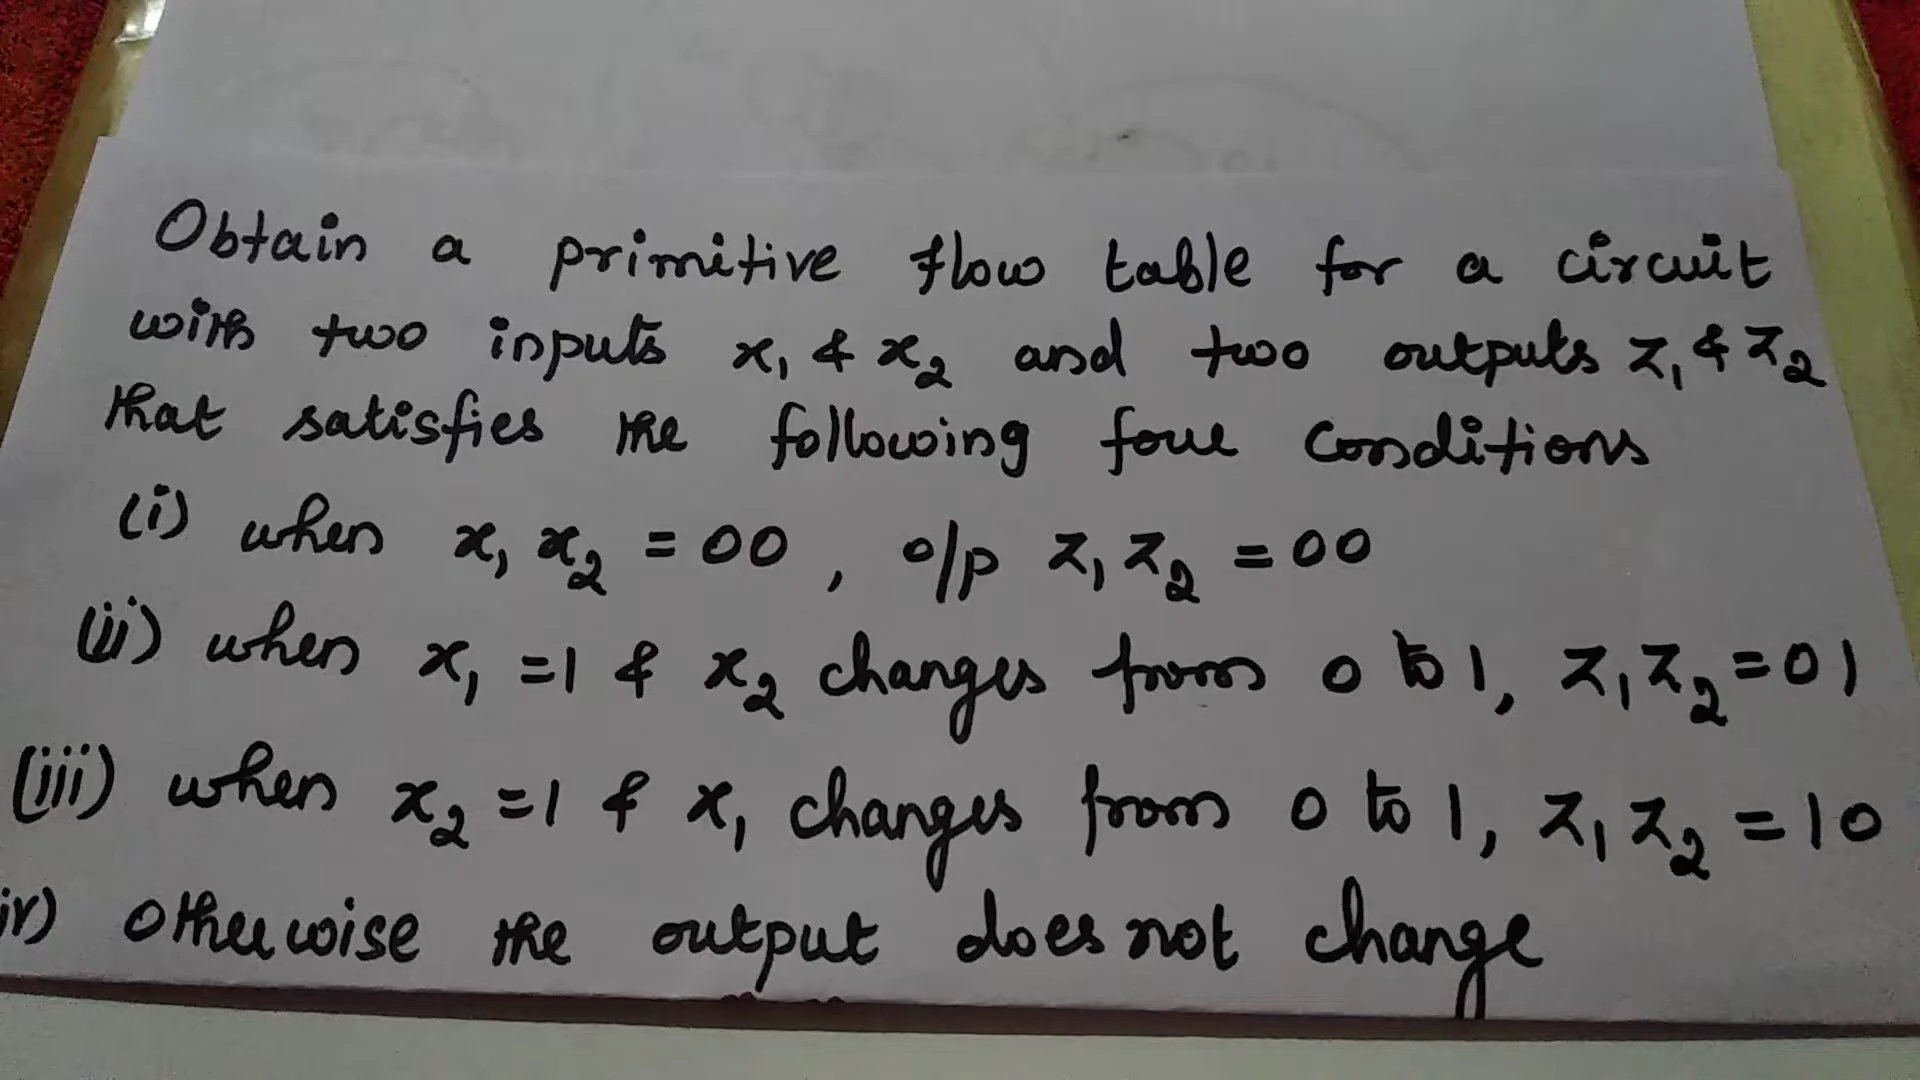 Obtain a primitive flow table for a circuit
with two inputs x₁ & x₂ and two outputs z₁ & z₂
that satisfies the following four conditions
(i) when x₁ x₂ = 00, o/p z₁ z₂ = 00
(ii) when x₁ = 1 & x₂ changes from 0 to 1, z₁ z₂ = 01
(iii) when x₂ = 1 & x₁ changes from 0 to 1, z₁ z₂ = 10
iv) otherwise the output does not change